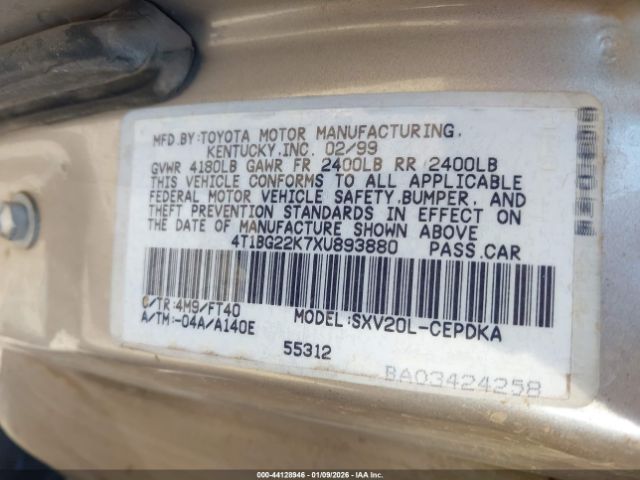 MFD.BY:TOYOTA MOTOR MANUFACTURING,
KENTUCKY,INC. 02/99
GVWR 4180LB GAWR FR 2400LB RR 2400LB
THIS VEHICLE CONFORMS TO ALL APPLICABLE
FEDERAL MOTOR VEHICLE SAFETY,BUMPER, AND
THEFT PREVENTION STANDARDS IN EFFECT ON
THE DATE OF MANUFACTURE SHOWN ABOVE
4T1BG22K7XU893880 PASS.CAR
C/TR:4M9/FT40 MODEL:SXV20L-CEPDKA
A/TM:-04A/A140E
55312
BA03424258
000-44128946 - 01/09/2026 - IAA Inc.